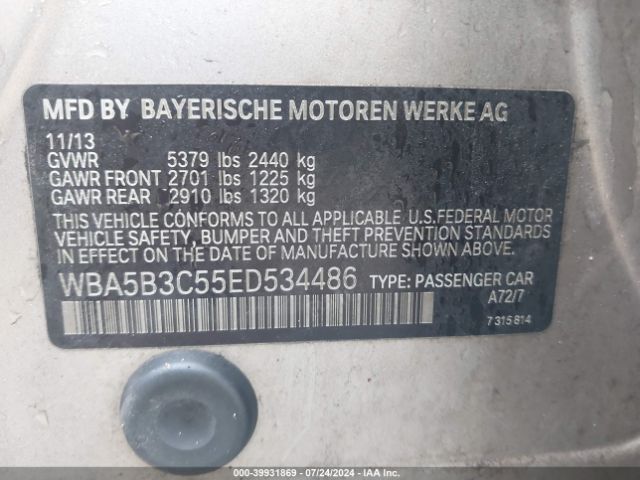 MFD BY BAYERISCHE MOTOREN WERKE AG
11/13
GVWR 5379 lbs 2440 kg
GAWR FRONT 2701 lbs 1225 kg
GAWR REAR 2910 lbs 1320 kg
THIS VEHICLE CONFORMS TO ALL APPLICABLE U.S.FEDERAL MOTOR
VEHICLE SAFETY, BUMPER AND THEFT PREVENTION STANDARDS
IN EFFECT ON THE DATE OF MANUFACTURE SHOWN ABOVE.
WBA5B3C55ED534486 TYPE: PASSENGER CAR
A72/7
7315814
000-39931869 / 07/24/2024 / IAA, Inc.